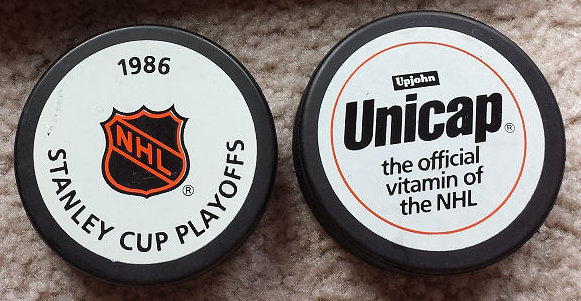 1986
NHL
®
STANLEY CUP PLAYOFFS
Upjohn
Unicap®
the official
vitamin of
the NHL